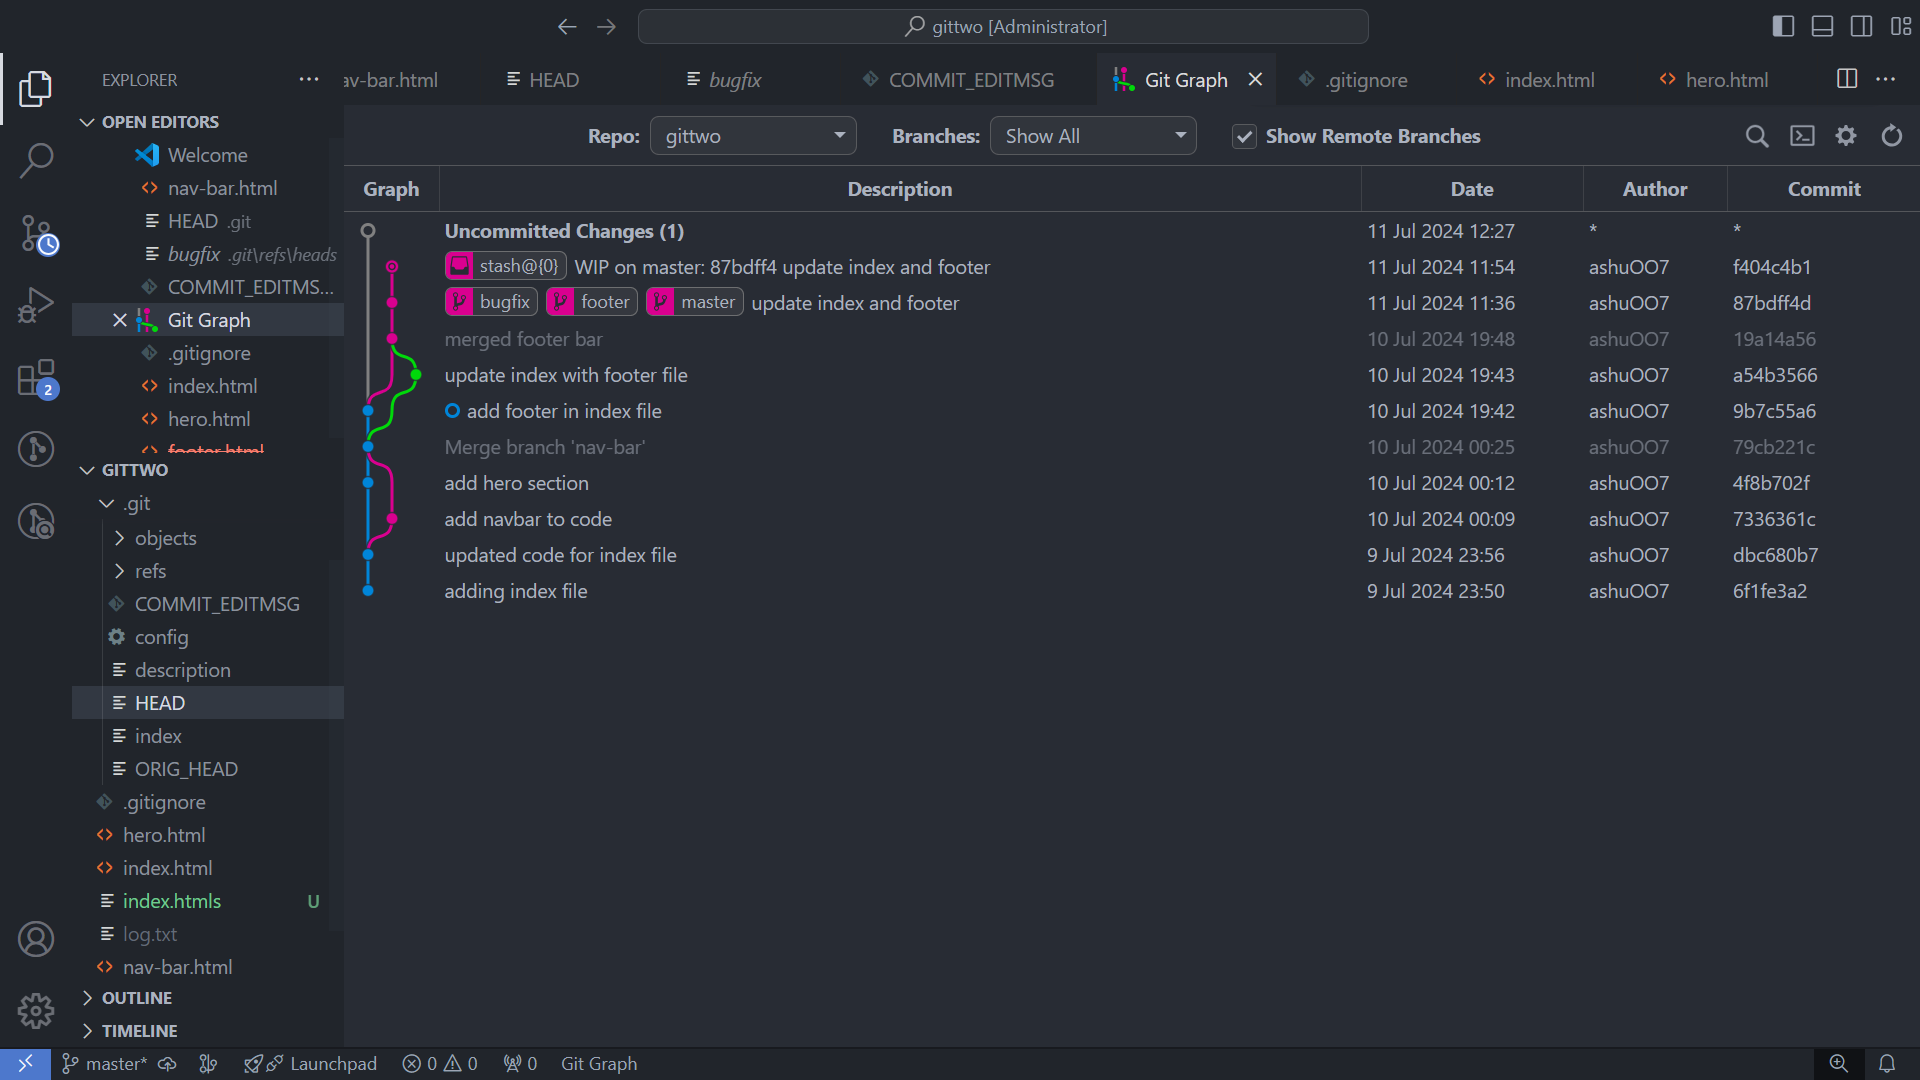 gittwo [Administrator]
EXPLORER
av-bar.html HEAD bugfix COMMIT_EDITMSG Git Graph .gitignore index.html hero.html
OPEN EDITORS
Welcome
nav-bar.html
HEAD .git
bugfix .git\refs\heads
COMMIT_EDITMS...
Git Graph
.gitignore
index.html
hero.html
footer.html
GITTWO
.git
objects
refs
COMMIT_EDITMSG
config
description
HEAD
index
ORIG_HEAD
.gitignore
hero.html
index.html
index.htmls U
log.txt
nav-bar.html
OUTLINE
TIMELINE
2
Repo: gittwo Branches: Show All Show Remote Branches
Graph Description Date Author Commit
Uncommitted Changes (1) 11 Jul 2024 12:27 * *
stash@{0} WIP on master: 87bdff4 update index and footer 11 Jul 2024 11:54 ashuOO7 f404c4b1
bugfix footer master update index and footer 11 Jul 2024 11:36 ashuOO7 87bdff4d
merged footer bar 10 Jul 2024 19:48 ashuOO7 19a14a56
update index with footer file 10 Jul 2024 19:43 ashuOO7 a54b3566
add footer in index file 10 Jul 2024 19:42 ashuOO7 9b7c55a6
Merge branch 'nav-bar' 10 Jul 2024 00:25 ashuOO7 79cb221c
add hero section 10 Jul 2024 00:12 ashuOO7 4f8b702f
add navbar to code 10 Jul 2024 00:09 ashuOO7 7336361c
updated code for index file 9 Jul 2024 23:56 ashuOO7 dbc680b7
adding index file 9 Jul 2024 23:50 ashuOO7 6f1fe3a2
master* Launchpad 0 0 0 Git Graph